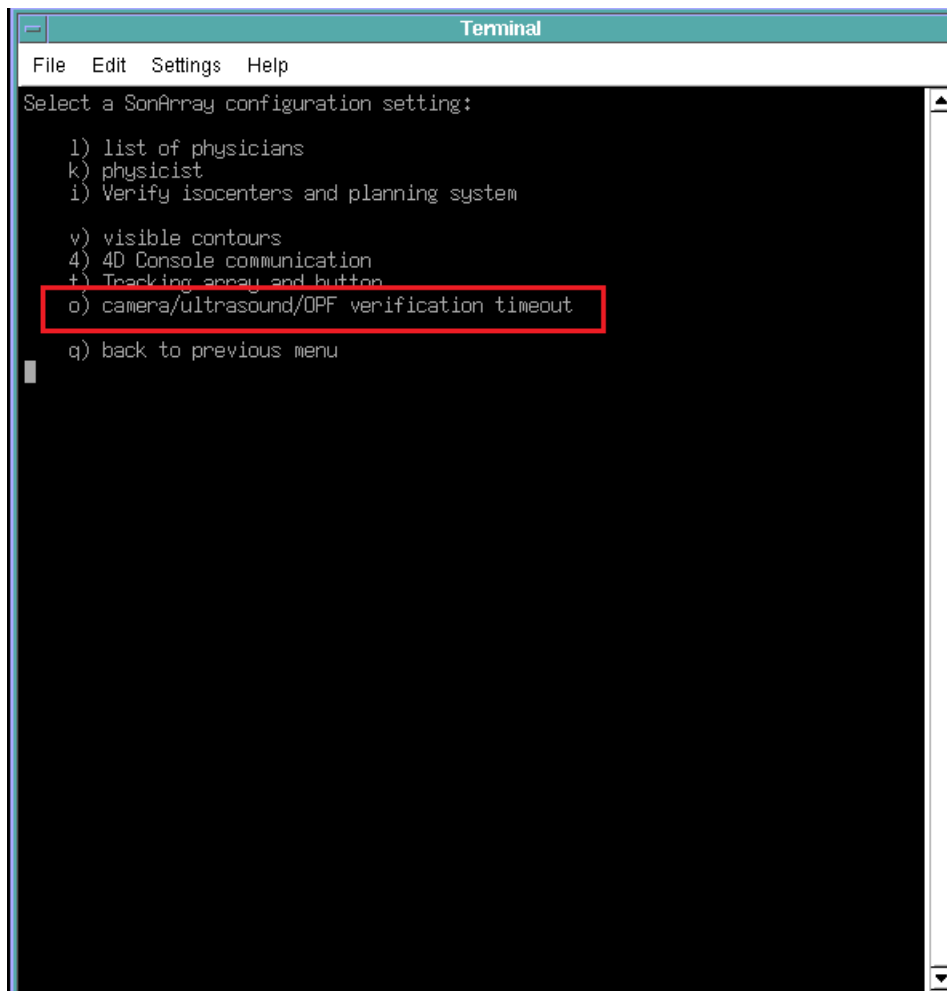 Terminal
File Edit Settings Help
Select a SonArray configuration setting:
l) list of physicians
k) physicist
i) Verify isocenters and planning system
v) visible contours
4) 4D Console communication
t) Tracking array and button
o) camera/ultrasound/OPF verification timeout
q) back to previous menu